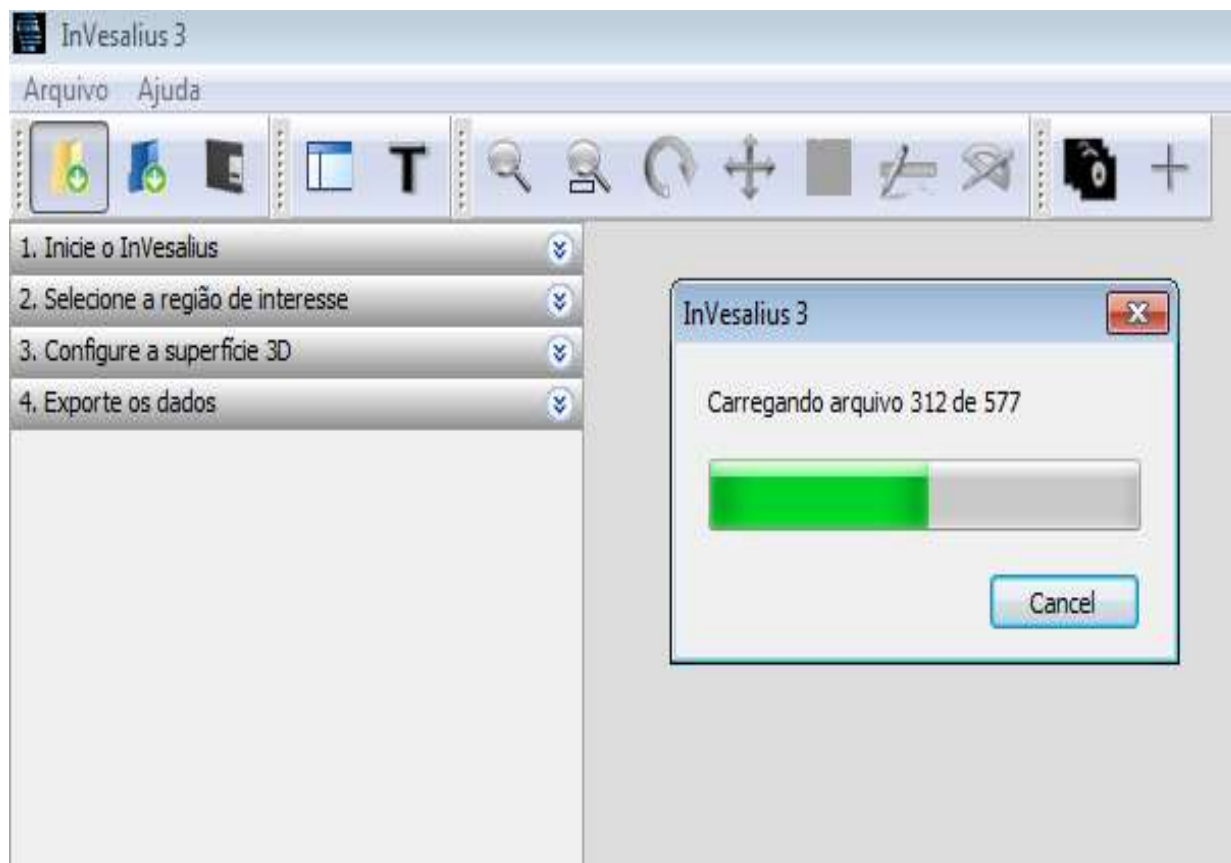 InVesalius 3
Arquivo Ajuda
T
1. Inicie o InVesalius
2. Selecione a região de interesse
3. Configure a superfície 3D
4. Exporte os dados
InVesalius 3
Carregando arquivo 312 de 577
Cancel